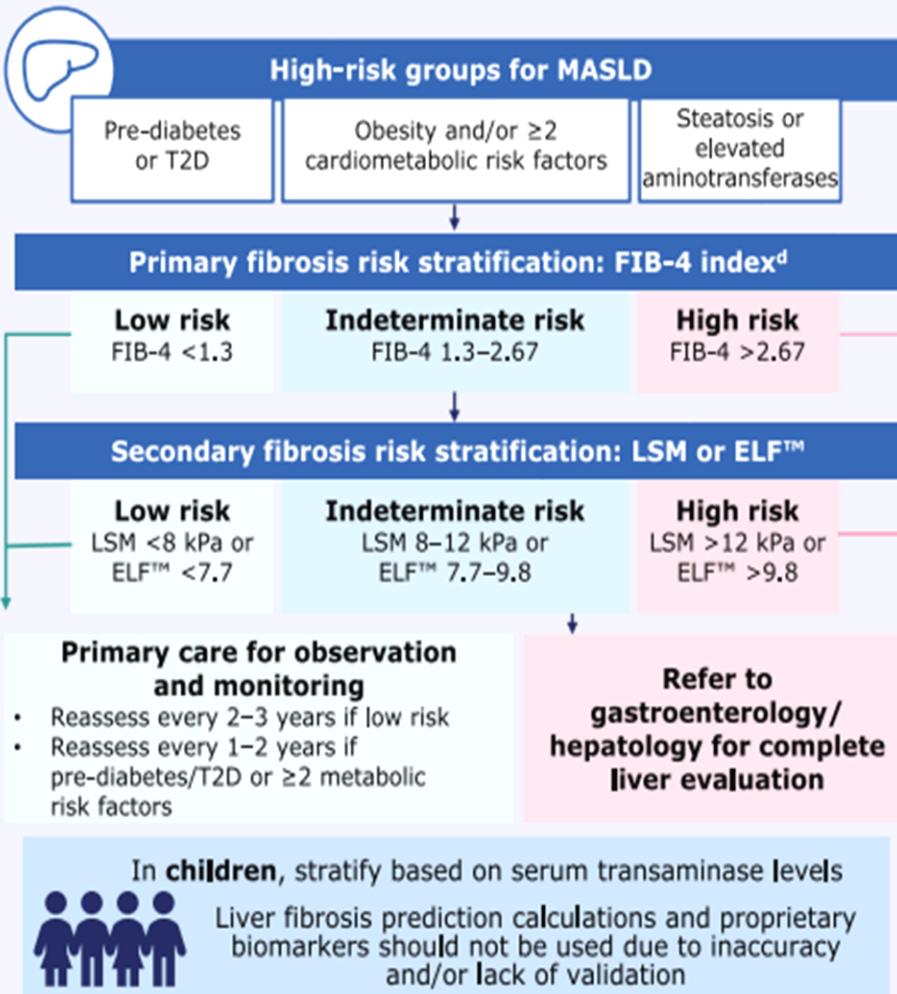 High-risk groups for MASLD
Pre-diabetes
or T2D
Obesity and/or ≥2
cardiometabolic risk factors
Steatosis or
elevated
aminotransferases
Primary fibrosis risk stratification: FIB-4 indexᵈ
Low risk
FIB-4 <1.3
Indeterminate risk
FIB-4 1.3–2.67
High risk
FIB-4 >2.67
Secondary fibrosis risk stratification: LSM or ELF™
Low risk
LSM <8 kPa or
ELF™ <7.7
Indeterminate risk
LSM 8–12 kPa or
ELF™ 7.7–9.8
High risk
LSM >12 kPa or
ELF™ >9.8
Primary care for observation
and monitoring
• Reassess every 2–3 years if low risk
• Reassess every 1–2 years if
pre-diabetes/T2D or ≥2 metabolic
risk factors
Refer to
gastroenterology/
hepatology for complete
liver evaluation
In children, stratify based on serum transaminase levels
Liver fibrosis prediction calculations and proprietary
biomarkers should not be used due to inaccuracy
and/or lack of validation